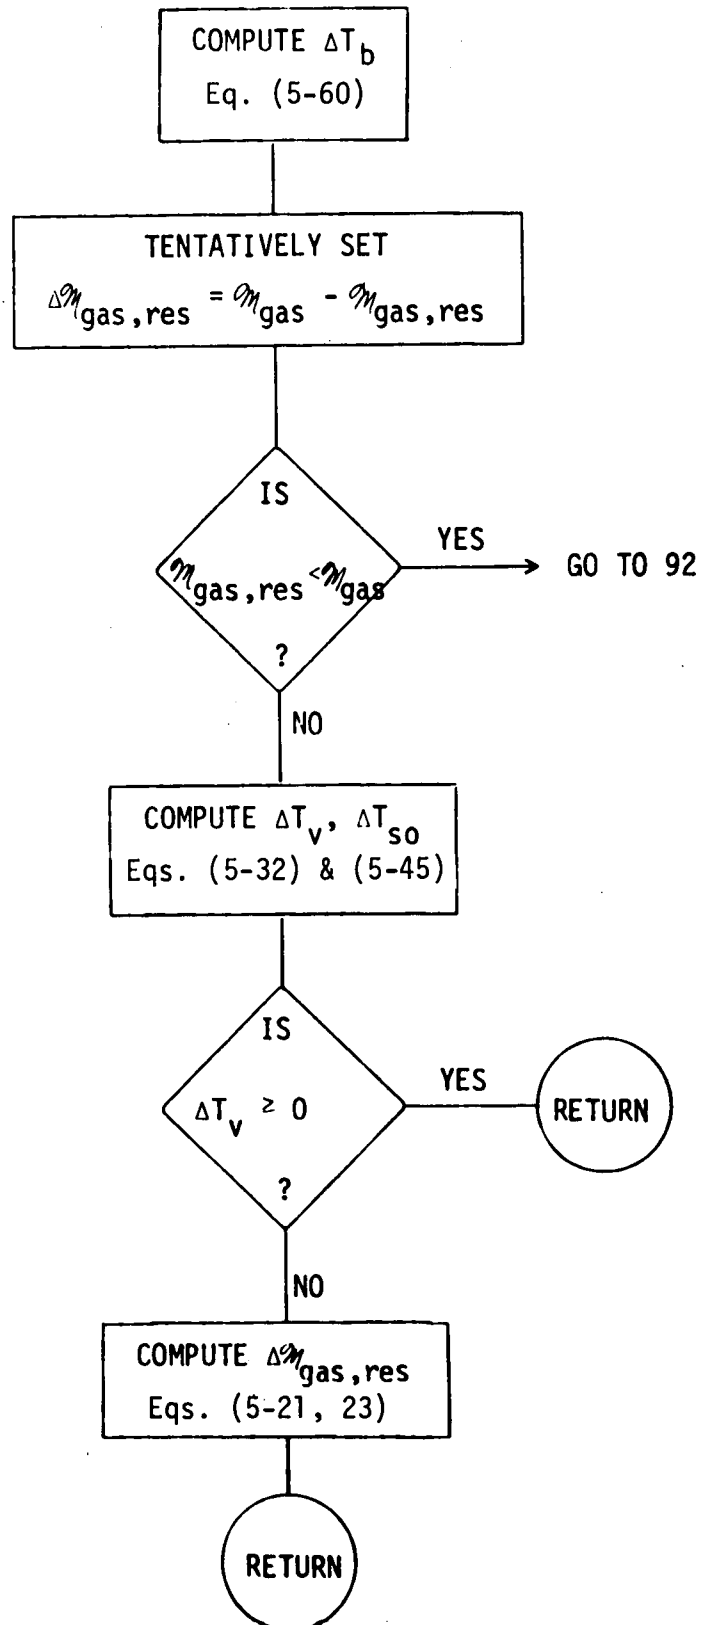 COMPUTE ΔT_b
Eq. (5-60)
TENTATIVELY SET
Δℳ_gas,res = ℳ_gas - ℳ_gas,res
IS
ℳ_gas,res < ℳ_gas
?
YES
GO TO 92
NO
COMPUTE ΔT_v, ΔT_so
Eqs. (5-32) & (5-45)
IS
ΔT_v ≥ 0
?
YES
RETURN
NO
COMPUTE Δℳ_gas,res
Eqs. (5-21, 23)
RETURN